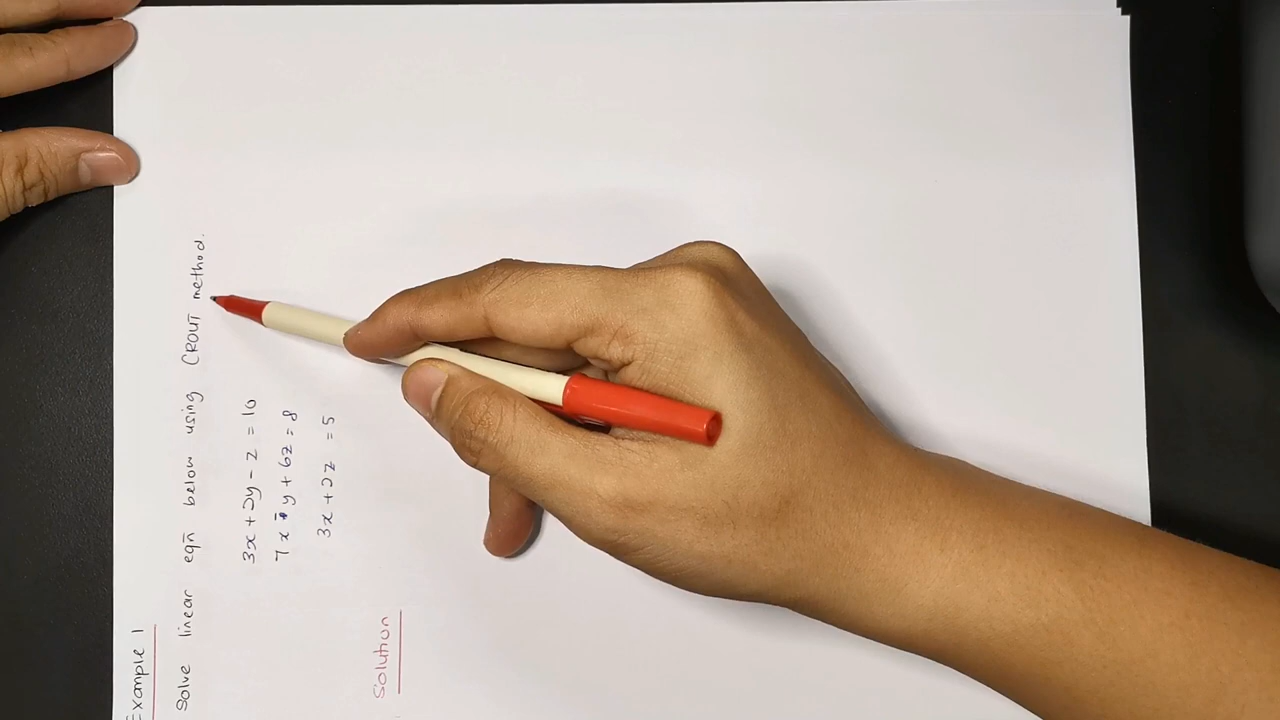 Example 1
Solve linear eqn̄ below using CROUT method.
3x + 2y - z = 10
7x - y + 6z = 8
3x + 2z = 5
Solution